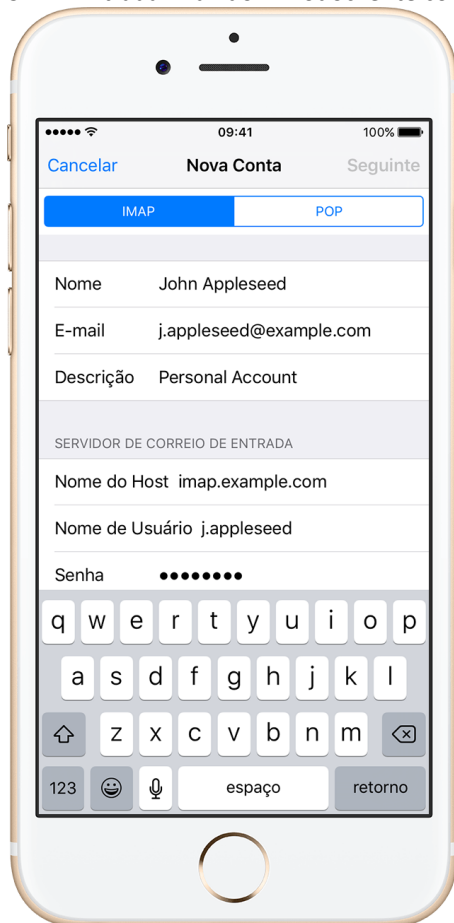 09:41 100%
Cancelar Nova Conta Seguinte
IMAP POP
Nome John Appleseed
E-mail j.appleseed@example.com
Descrição Personal Account
SERVIDOR DE CORREIO DE ENTRADA
Nome do Host imap.example.com
Nome de Usuário j.appleseed
Senha ●●●●●●●●
q w e r t y u i o p
a s d f g h j k l
z x c v b n m
123 espaço retorno